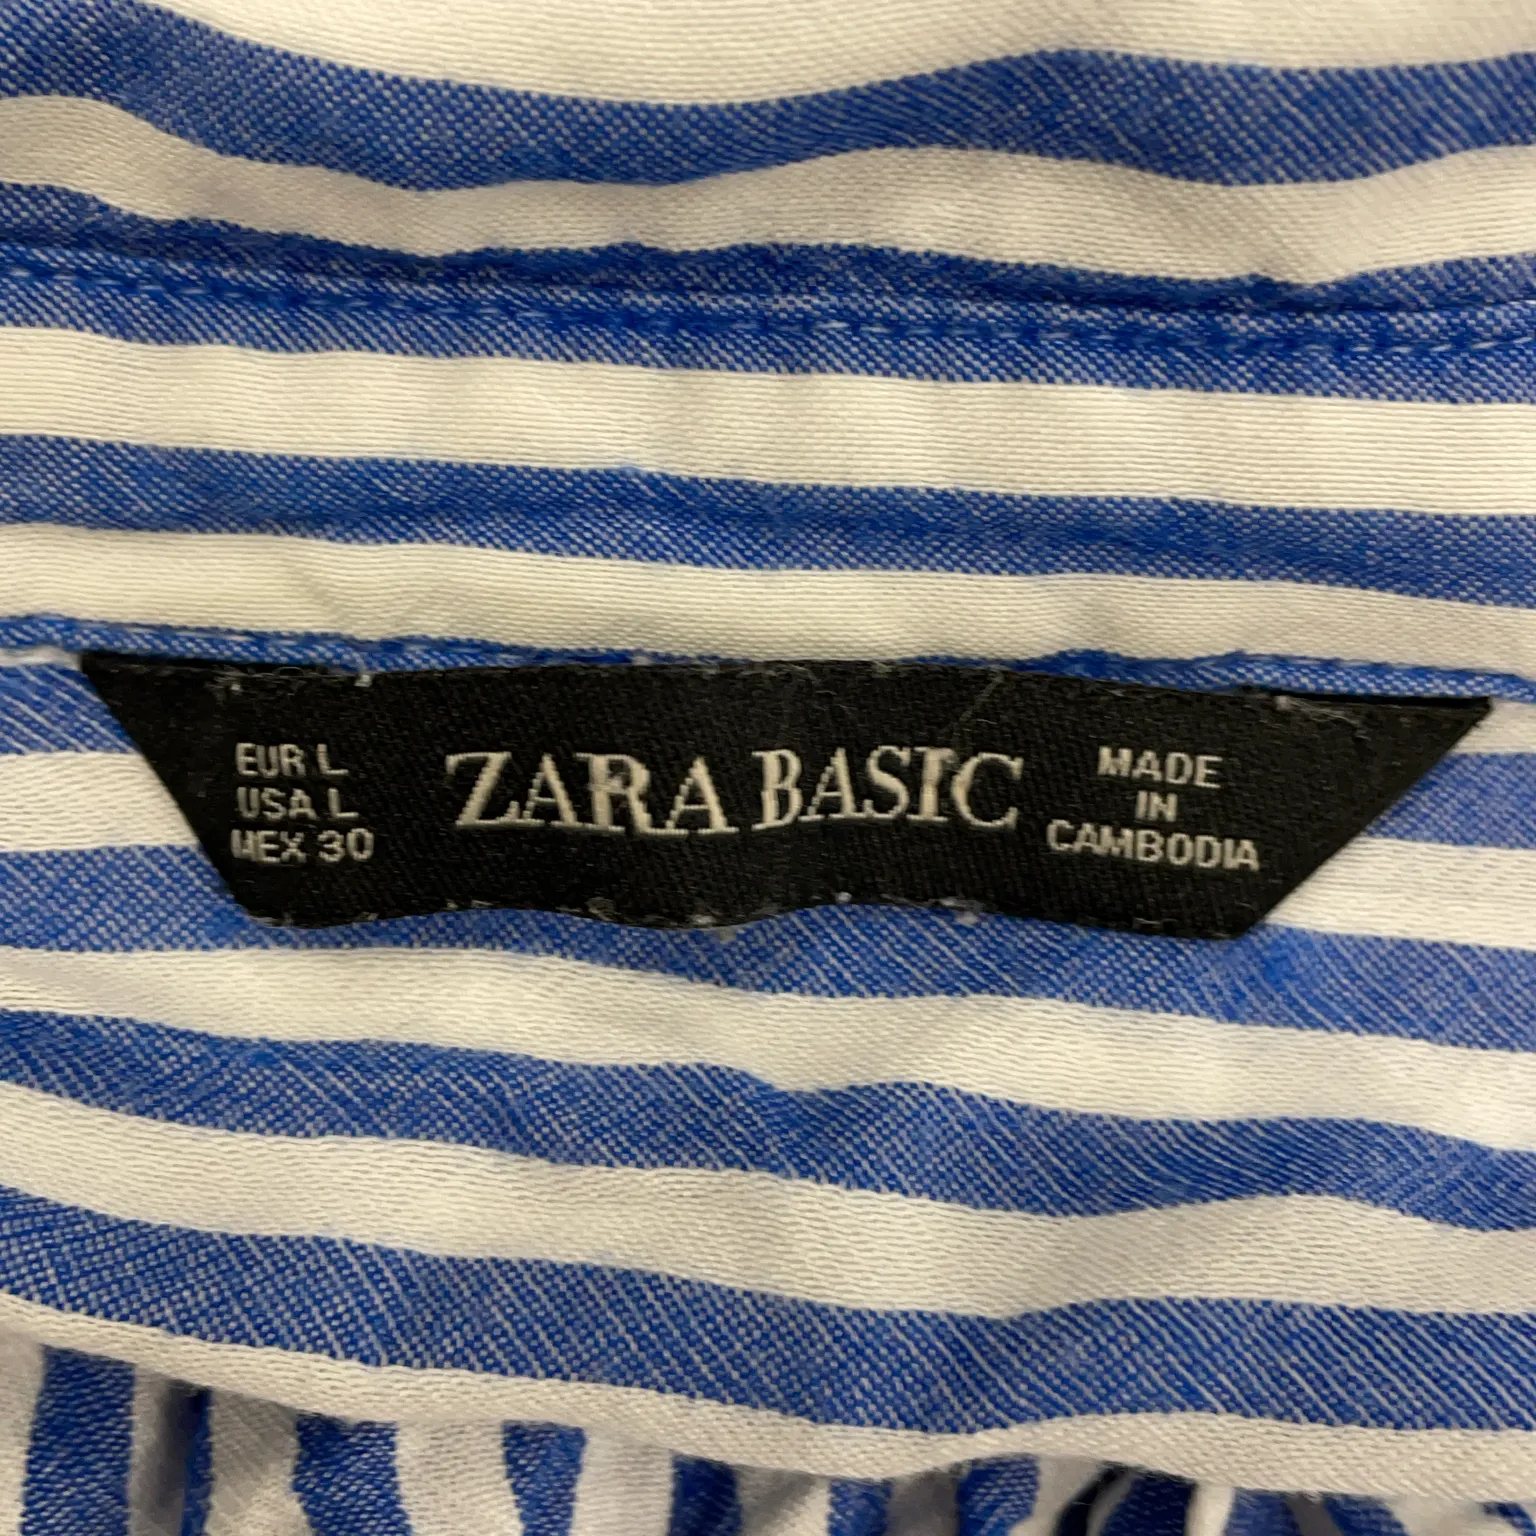 EUR L
USA L
MEX 30
ZARA BASIC
MADE
IN
CAMBODIA